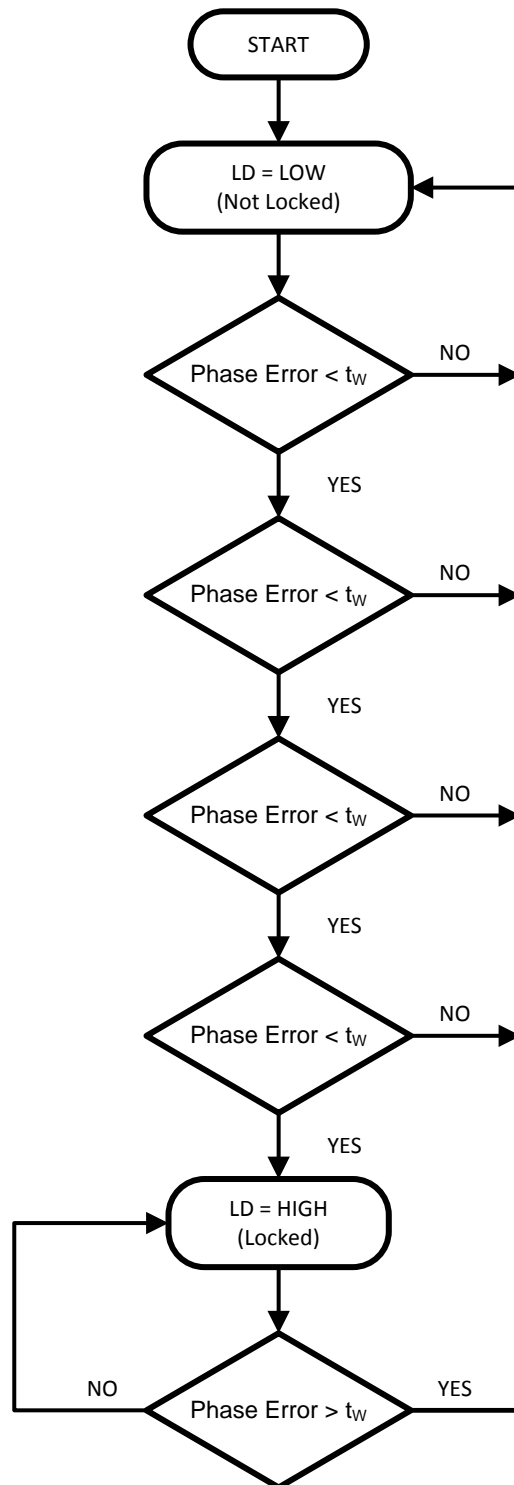 START
LD = LOW
(Not Locked)
Phase Error < tW
NO
YES
Phase Error < tW
NO
YES
Phase Error < tW
NO
YES
Phase Error < tW
NO
YES
LD = HIGH
(Locked)
NO
Phase Error > tW
YES